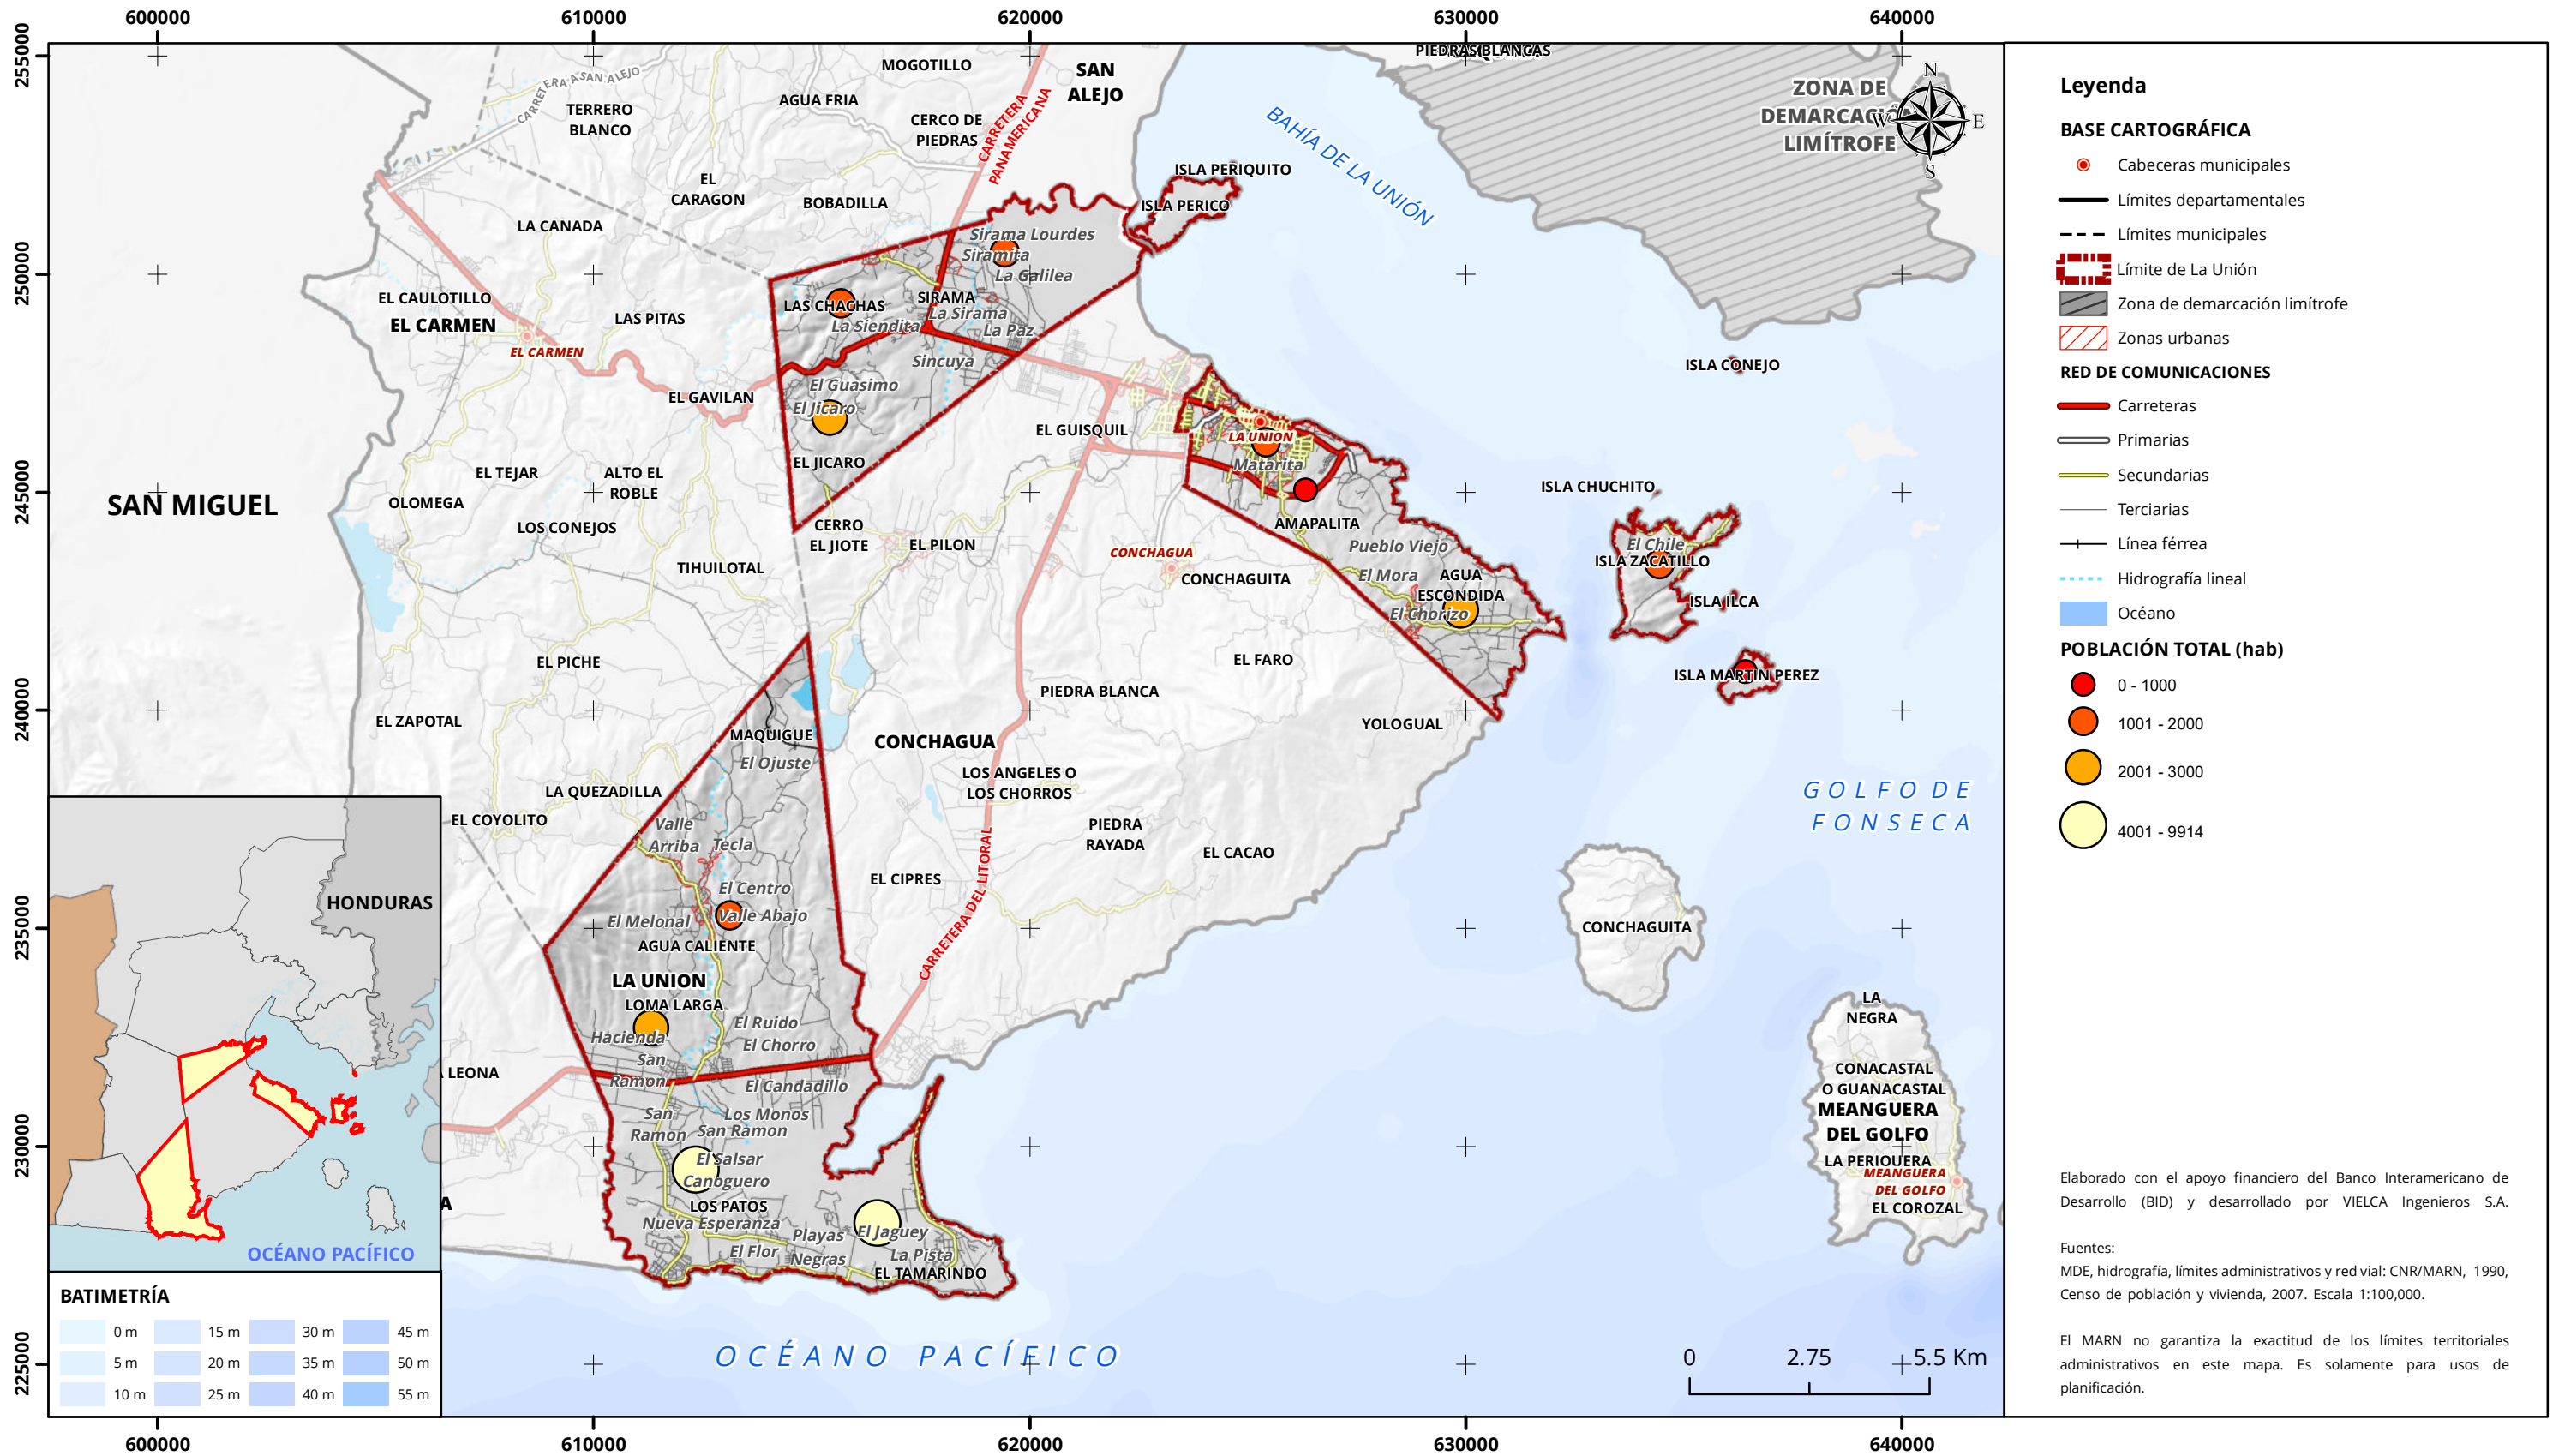 600000
610000
620000
630000
640000
255000
250000
245000
240000
235000
230000
225000
MOGOTILLO
SAN
ALEJO
PIEDRAS BLANCAS
CARRETERA A SAN ALEJO
TERRERO
BLANCO
AGUA FRIA
CERCO DE
PIEDRAS
CARRETERA
PANAMERICANA
BAHÍA DE LA UNIÓN
ZONA DE
LIMÍTROFE
N
W
E
S
ISLA PERIQUITO
ISLA PERICO
EL
CARAGON
BOBADILLA
LA CANADA
Sirama Lourdes
Siramita
La Galilea
EL CAULOTILLO
EL CARMEN
EL CARMEN
LAS PITAS
LAS CHACHAS
SIRAMA
La Sirama
La Siendita
La Paz
Sincuya
El Guasimo
El Jicaro
EL GAVILAN
EL JICARO
EL GUISQUIL
LA UNION
Matarita
ISLA CONEJO
EL TEJAR
ALTO EL
ROBLE
OLOMEGA
LOS CONEJOS
SAN MIGUEL
CERRO
EL JIOTE
EL PILON
TIHUILOTAL
CONCHAGUA
CONCHAGUITA
AMAPALITA
Pueblo Viejo
El Mora
AGUA
ESCONDIDA
El Chorizo
ISLA CHUCHITO
El Chile
ISLA ZACATILLO
ISLA ILCA
ISLA MARTIN PEREZ
EL PICHE
EL FARO
PIEDRA BLANCA
EL ZAPOTAL
YOLOGUAL
MAQUIGUE
El Ojuste
CONCHAGUA
LOS ANGELES O
LOS CHORROS
LA QUEZADILLA
EL COYOLITO
Valle
Arriba
Tecla
PIEDRA
RAYADA
EL CACAO
GOLFO DE
FONSECA
EL CIPRES
CARRETERA DEL LITORAL
El Centro
El Melonal
Valle Abajo
AGUA CALIENTE
CONCHAGUITA
LA UNION
LOMA LARGA
Hacienda
San
Ramon
El Ruido
El Chorro
El Candadillo
LEONA
LA
NEGRA
CONACASTAL
O GUANACASTAL
MEANGUERA
DEL GOLFO
LA PERIQUERA
MEANGUERA
DEL GOLFO
EL COROZAL
San
Ramon
Los Monos
San Ramon
El Salsar
Canoguero
LOS PATOS
Nueva Esperanza
El Flor
Playas
Negras
El Jaguey
La Pista
EL TAMARINDO
A
OCÉANO PACÍFICO
0
2.75
5.5 Km
HONDURAS
OCÉANO PACÍFICO
BATIMETRÍA
0 m
15 m
30 m
45 m
5 m
20 m
35 m
50 m
10 m
25 m
40 m
55 m
600000
610000
620000
630000
640000
Leyenda
BASE CARTOGRÁFICA
Cabeceras municipales
Límites departamentales
Límites municipales
Límite de La Unión
Zona de demarcación limítrofe
Zonas urbanas
RED DE COMUNICACIONES
Carreteras
Primarias
Secundarias
Terciarias
Línea férrea
Hidrografía lineal
Océano
POBLACIÓN TOTAL (hab)
0 - 1000
1001 - 2000
2001 - 3000
4001 - 9914
Elaborado con el apoyo financiero del Banco Interamericano de
Desarrollo (BID) y desarrollado por VIELCA Ingenieros S.A.
Fuentes:
MDE, hidrografía, límites administrativos y red vial: CNR/MARN, 1990,
Censo de población y vivienda, 2007. Escala 1:100,000.
El MARN no garantiza la exactitud de los límites territoriales
administrativos en este mapa. Es solamente para usos de
planificación.